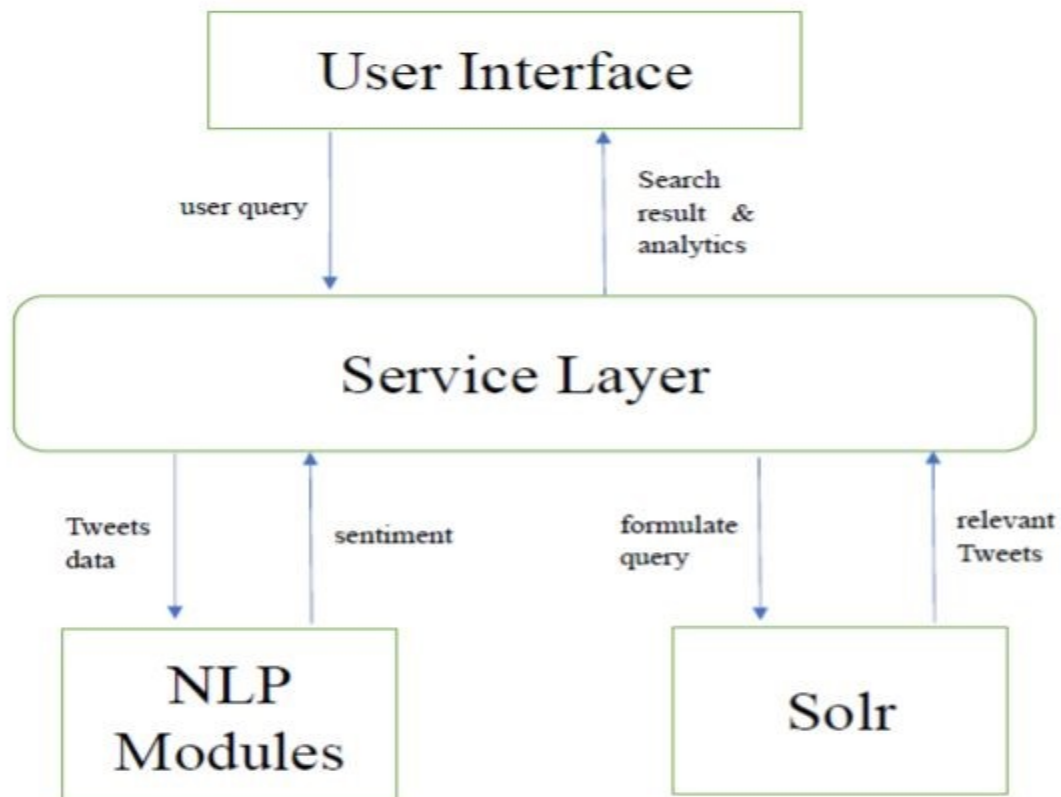 User Interface
user query
Search
result &
analytics
Service Layer
Tweets
data
sentiment
formulate
query
relevant
Tweets
NLP
Modules
Solr